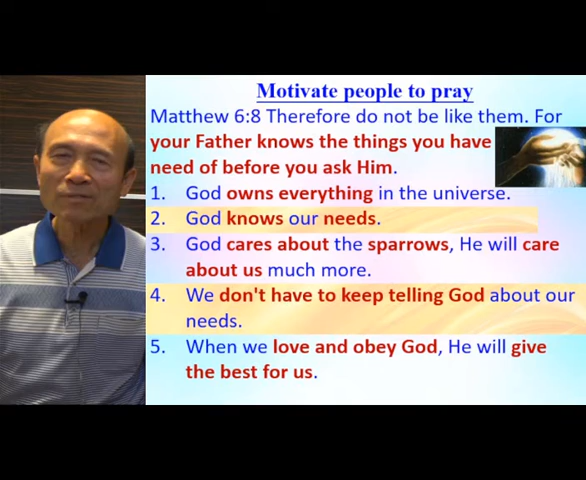 Motivate people to pray
Matthew 6:8 Therefore do not be like them. For
your Father knows the things you have
need of before you ask Him.
1. God owns everything in the universe.
2. God knows our needs.
3. God cares about the sparrows, He will care
about us much more.
4. We don't have to keep telling God about our
needs.
5. When we love and obey God, He will give
the best for us.